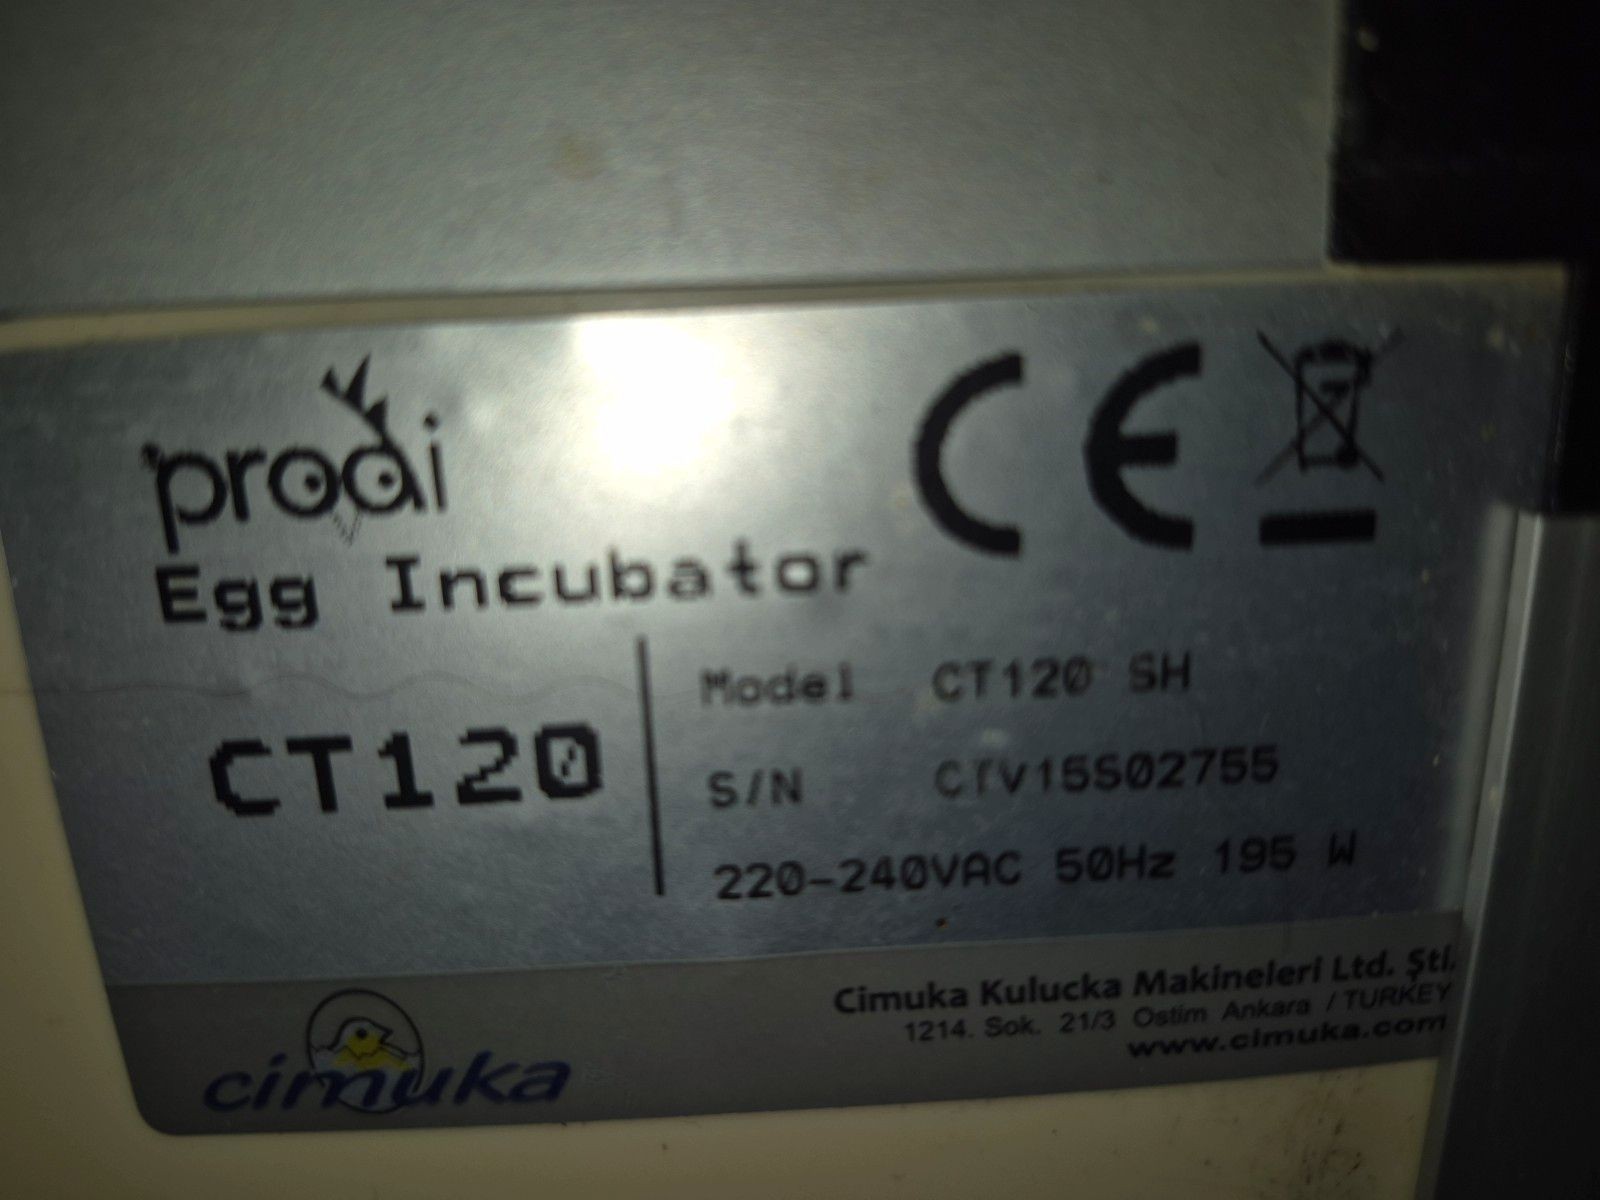 prodi
Egg Incubator
CE
CT120
Model CT120 SH
S/N CTV15S02755
220-240VAC 50Hz 195 W
cimuka
Cimuka Kulucka Makineleri Ltd. Şti.
1214. Sok. 21/3 Ostim Ankara / TURKEY
www.cimuka.com